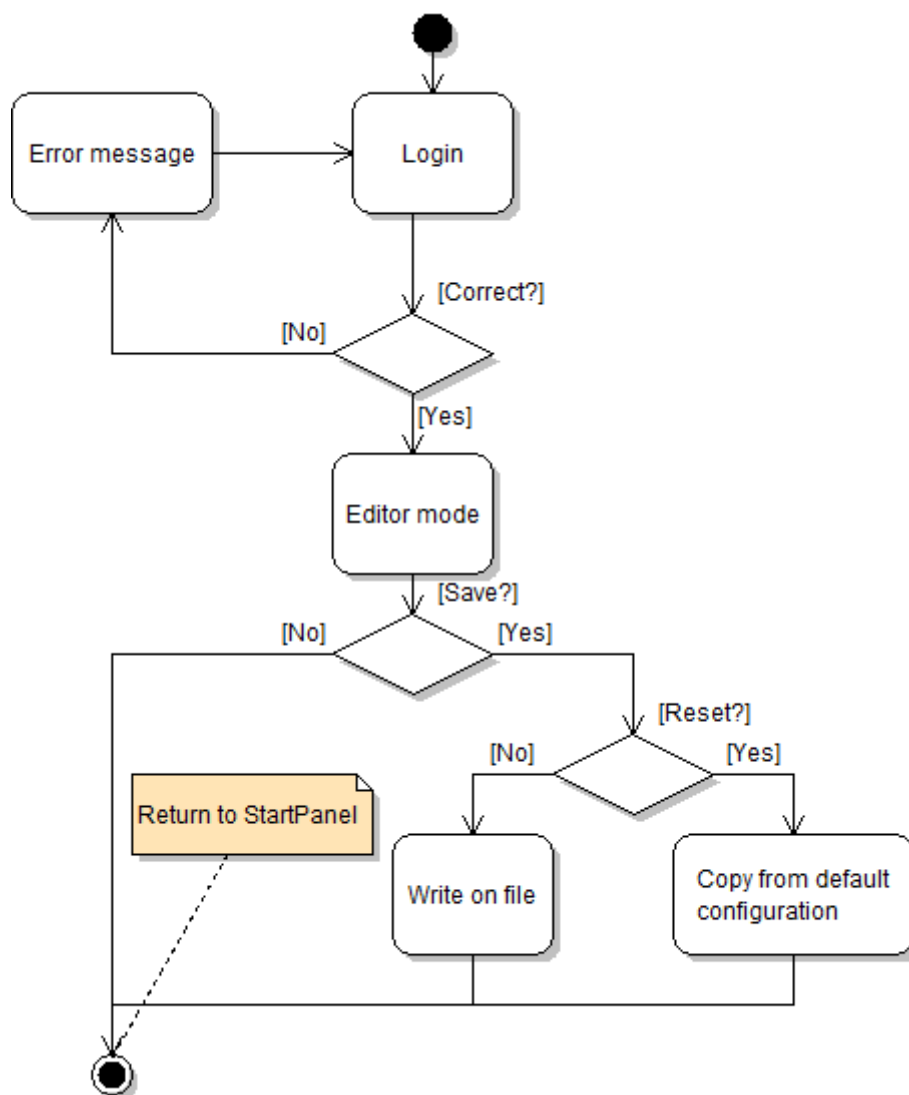 Error message
Login
[Correct?]
[No]
[Yes]
Editor mode
[Save?]
[No]
[Yes]
[Reset?]
[No]
[Yes]
Return to StartPanel
Write on file
Copy from default
configuration